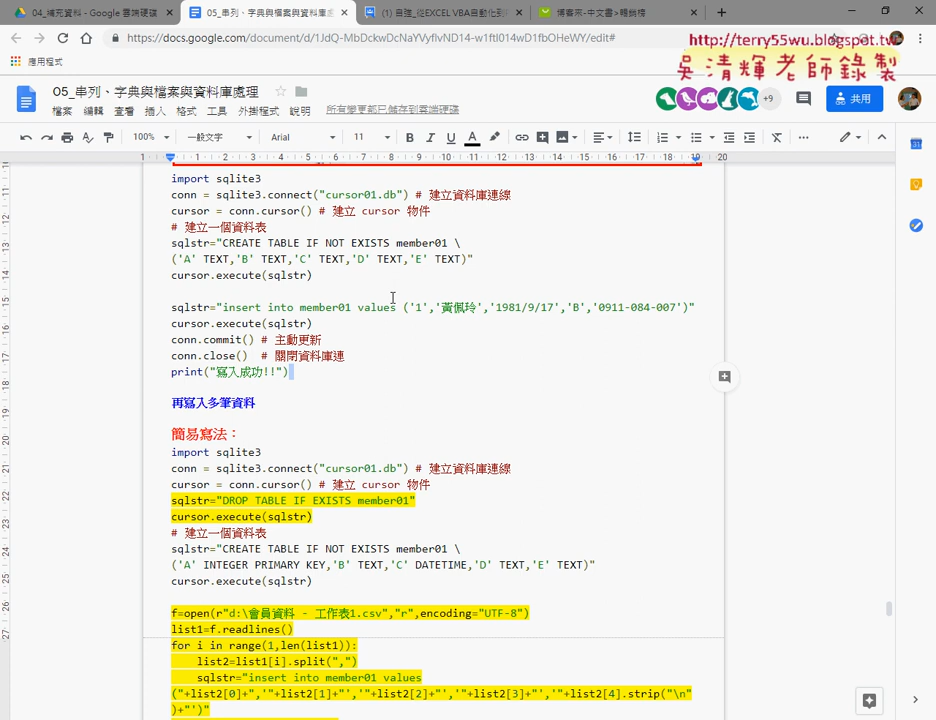 04_補充資料 - Google 雲端硬碟
05_串列、字典與檔案與資料庫處
(1) 自強_從EXCEL VBA自動化到
博客來-中文書>暢銷榜
https://docs.google.com/document/d/1JdQ-MbDckwDcNaYVyfIvND14-w1ftI014wD1fbOHeWY/edit#
http://terry55wu.blogspot.tw
吳清輝老師錄製
應用程式
05_串列、字典與檔案與資料庫處理
檔案 編輯 查看 插入 格式 工具 外掛程式 說明 所有變更都已儲存到雲端硬碟
+9
共用
100% 一般文字 Arial 11
import sqlite3
conn = sqlite3.connect("cursor01.db") # 建立資料庫連線
cursor = conn.cursor() # 建立 cursor 物件
# 建立一個資料表
sqlstr="CREATE TABLE IF NOT EXISTS member01 \
('A' TEXT,'B' TEXT,'C' TEXT,'D' TEXT,'E' TEXT)"
cursor.execute(sqlstr)
sqlstr="insert into member01 values ('1','黃佩玲','1981/9/17','B','0911-084-007')"
cursor.execute(sqlstr)
conn.commit() # 主動更新
conn.close() # 關閉資料庫連
print("寫入成功!!")
再寫入多筆資料
簡易寫法：
import sqlite3
conn = sqlite3.connect("cursor01.db") # 建立資料庫連線
cursor = conn.cursor() # 建立 cursor 物件
sqlstr="DROP TABLE IF EXISTS member01"
cursor.execute(sqlstr)
# 建立一個資料表
sqlstr="CREATE TABLE IF NOT EXISTS member01 \
('A' INTEGER PRIMARY KEY,'B' TEXT,'C' DATETIME,'D' TEXT,'E' TEXT)"
cursor.execute(sqlstr)
f=open(r"d:\會員資料 - 工作表1.csv","r",encoding="UTF-8")
list1=f.readlines()
for i in range(1,len(list1)):
list2=list1[i].split(",")
sqlstr="insert into member01 values
("+list2[0]+",'"+list2[1]+"','"+list2[2]+"','"+list2[3]+"','"+list2[4].strip("\n"
)+"')"